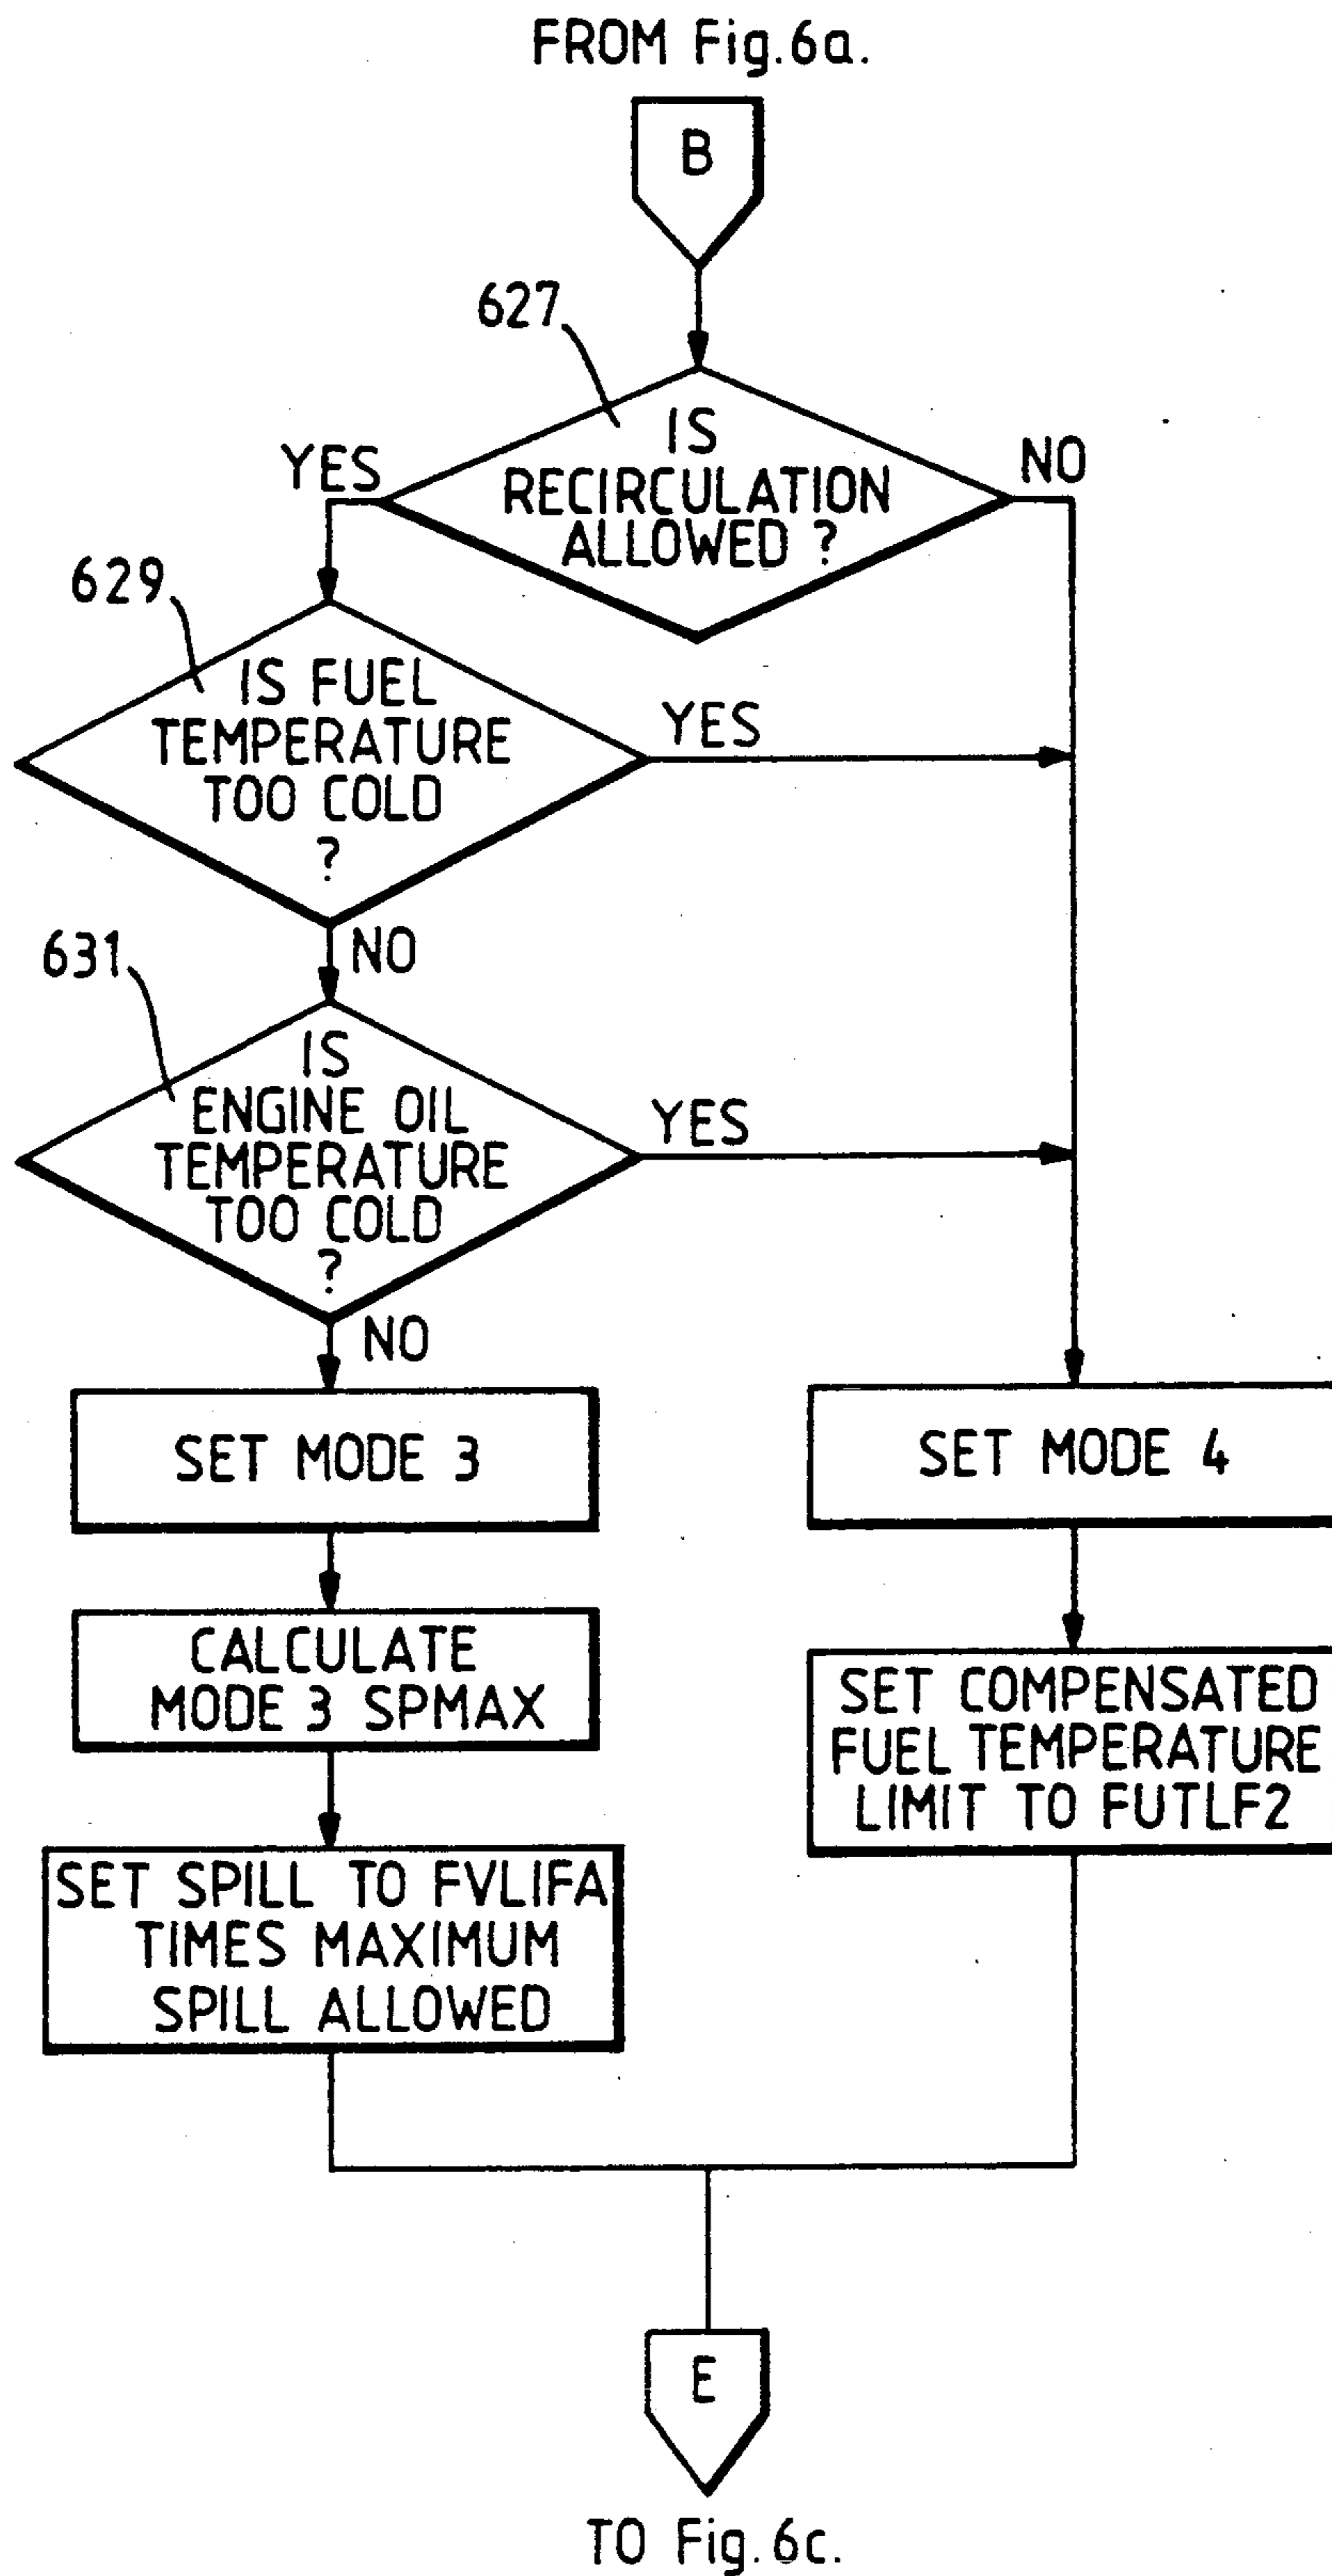 FROM Fig.6a.
B
627
IS
RECIRCULATION
ALLOWED ?
YES
NO
629
IS FUEL
TEMPERATURE
TOO COLD
?
YES
NO
631
IS
ENGINE OIL
TEMPERATURE
TOO COLD
?
YES
NO
SET MODE 3
SET MODE 4
CALCULATE
MODE 3 SPMAX
SET COMPENSATED
FUEL TEMPERATURE
LIMIT TO FUTLF2
SET SPILL TO FVLIFA
TIMES MAXIMUM
SPILL ALLOWED
E
TO Fig.6c.